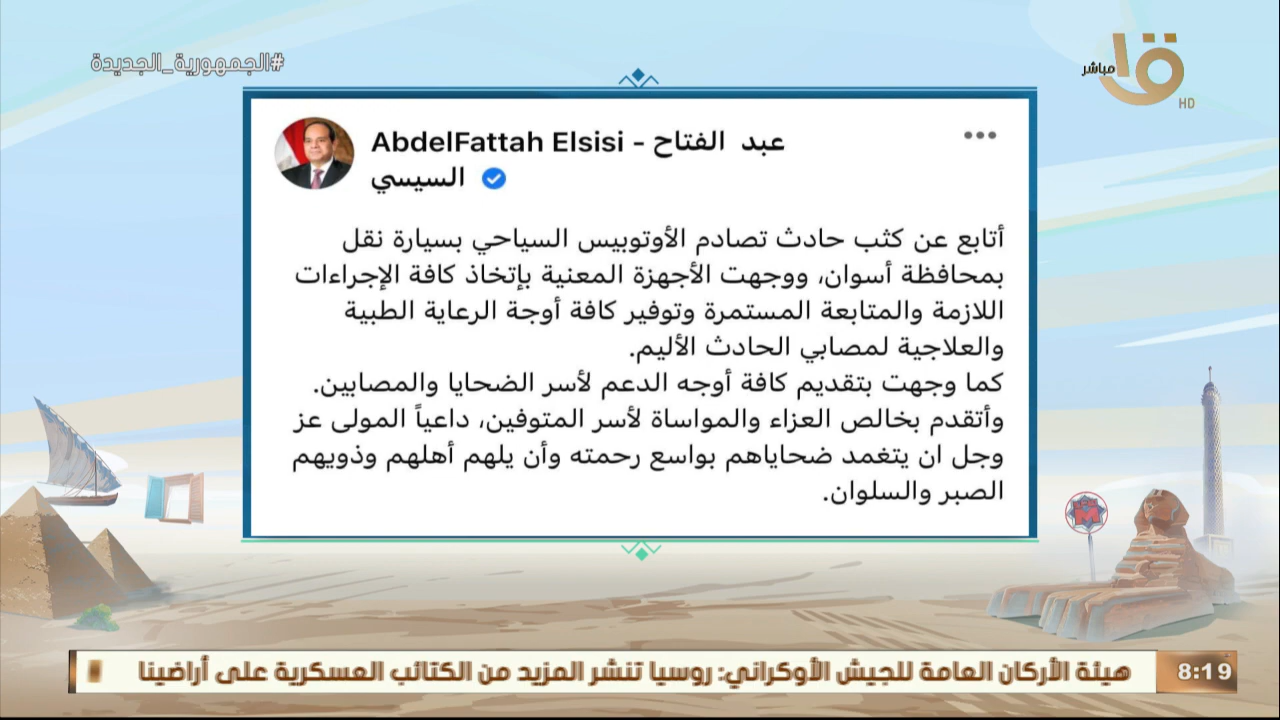 #الجمهورية_الجديدة
مباشر
HD
AbdelFattah Elsisi - عبد الفتاح
السيسي
أتابع عن كثب حادث تصادم الأوتوبيس السياحي بسيارة نقل
بمحافظة أسوان، ووجهت الأجهزة المعنية بإتخاذ كافة الإجراءات
اللازمة والمتابعة المستمرة وتوفير كافة أوجة الرعاية الطبية
والعلاجية لمصابي الحادث الأليم.
كما وجهت بتقديم كافة أوجه الدعم لأسر الضحايا والمصابين.
وأتقدم بخالص العزاء والمواساة لأسر المتوفين، داعياً المولى عز
وجل ان يتغمد ضحاياهم بواسع رحمته وأن يلهم أهلهم وذويهم
الصبر والسلوان.
M
8:19
هيئة الأركان العامة للجيش الأوكراني: روسيا تنشر المزيد من الكتائب العسكرية على أراضينا